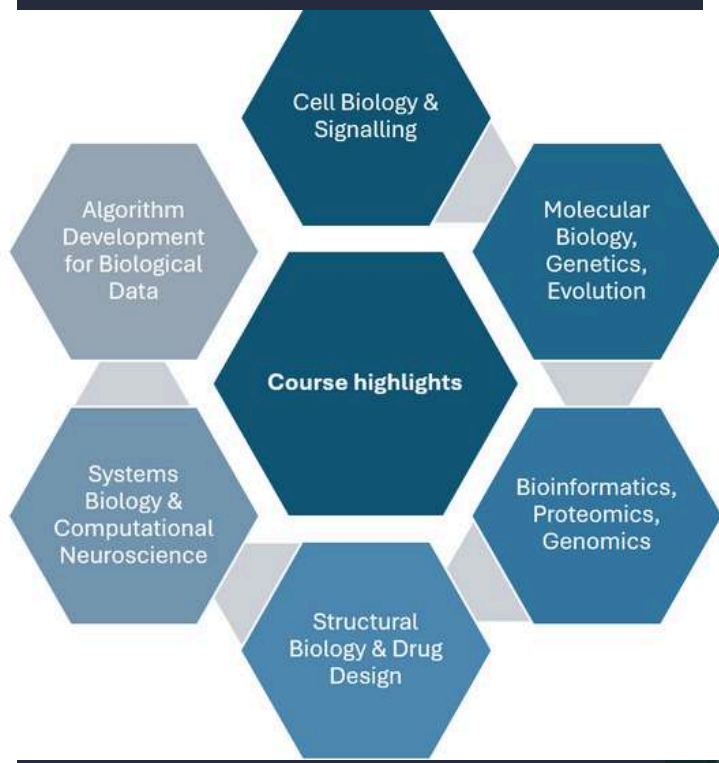 Cell Biology &
Signalling
Molecular
Biology,
Genetics,
Evolution
Bioinformatics,
Proteomics,
Genomics
Structural
Biology & Drug
Design
Systems
Biology &
Computational
Neuroscience
Algorithm
Development
for Biological
Data
Course highlights